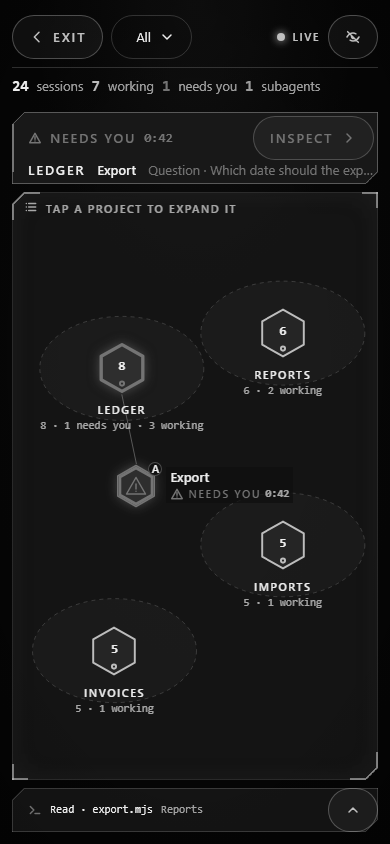 EXIT
All
LIVE
24 sessions 7 working 1 needs you 1 subagents
NEEDS YOU 0:42
INSPECT
LEDGER Export Question · Which date should the exp…
TAP A PROJECT TO EXPAND IT
6
REPORTS
6 · 2 working
8
LEDGER
8 · 1 needs you · 3 working
A
Export
NEEDS YOU 0:42
5
IMPORTS
5 · 1 working
5
INVOICES
5 · 1 working
Read · export.mjs Reports